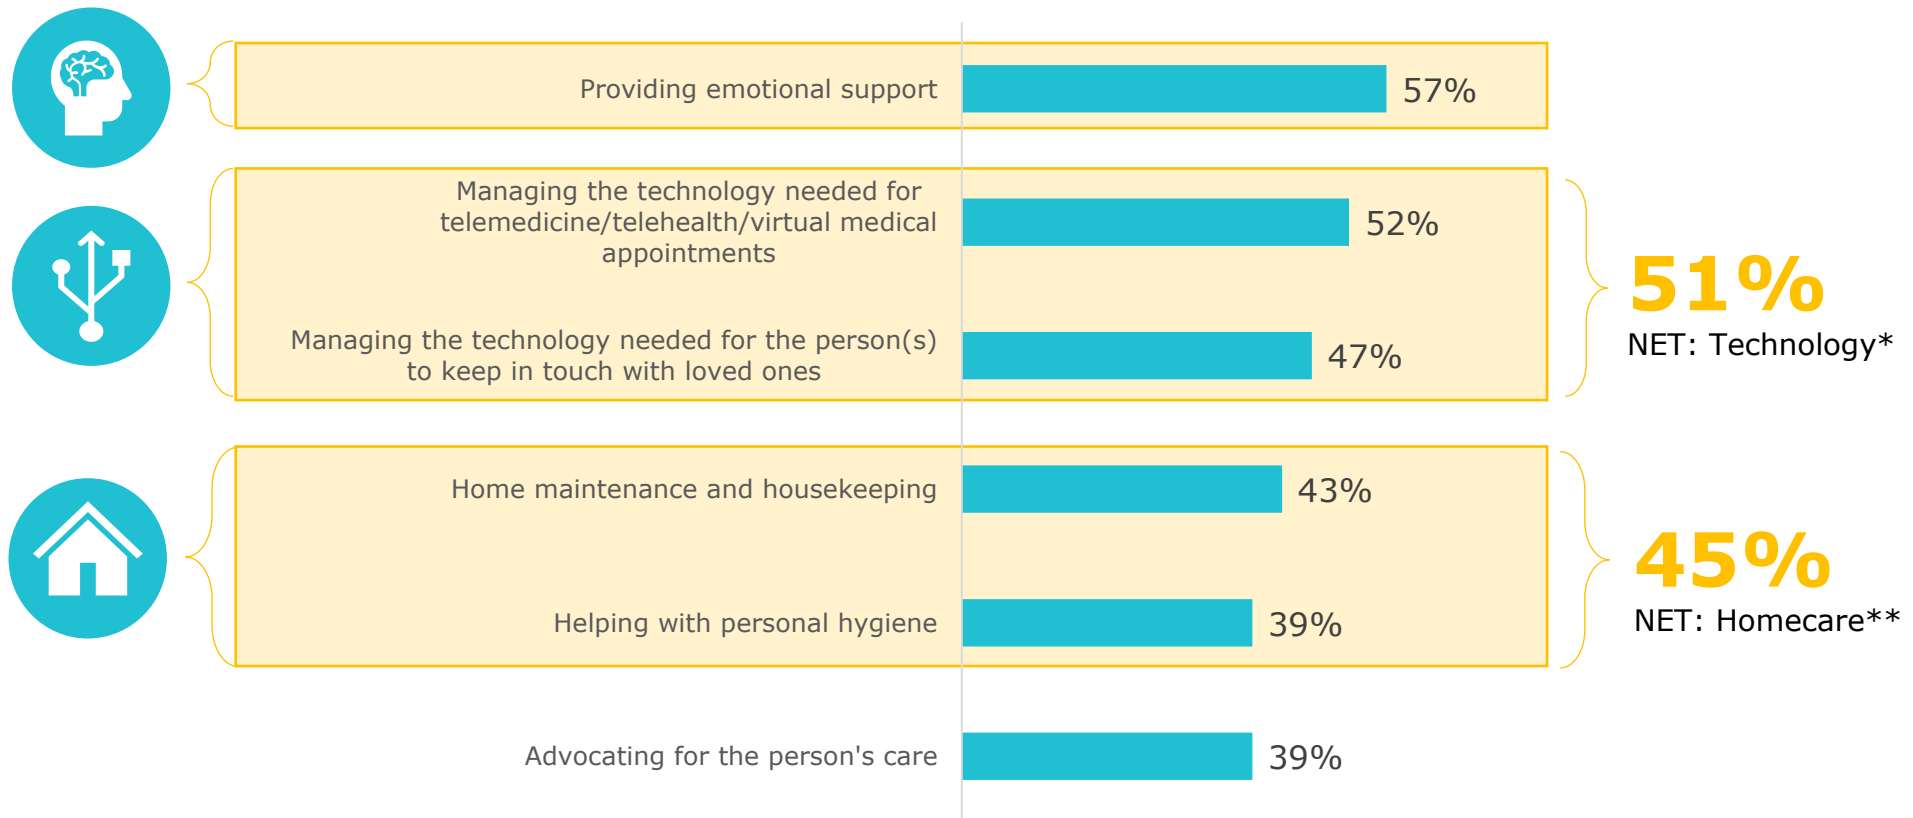 Providing emotional support
57%
Managing the technology needed for
telemedicine/telehealth/virtual medical
appointments
52%
Managing the technology needed for the person(s)
to keep in touch with loved ones
47%
51%
NET: Technology*
Home maintenance and housekeeping
43%
Helping with personal hygiene
39%
45%
NET: Homecare**
Advocating for the person's care
39%